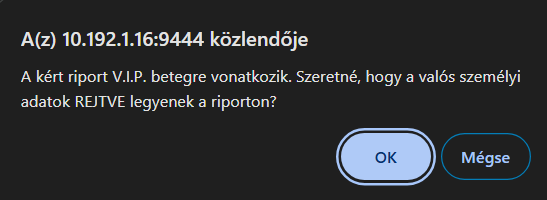 A(z) 10.192.1.16:9444 közlendője
A kért riport V.I.P. betegre vonatkozik. Szeretné, hogy a valós személyi
adatok REJTVE legyenek a riporton?
OK Mégse